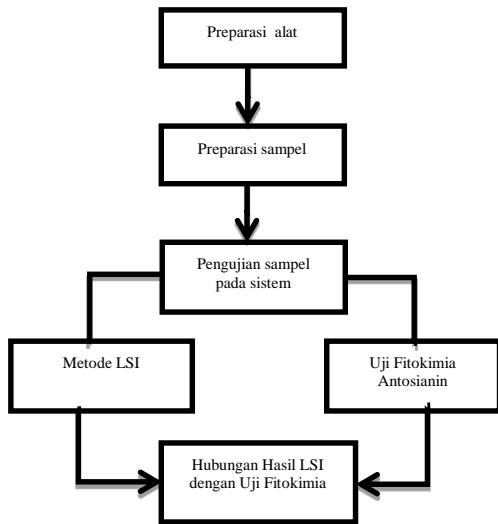 Preparasi alat
Preparasi sampel
Pengujian sampel
pada sistem
Metode LSI
Uji Fitokimia
Antosianin
Hubungan Hasil LSI
dengan Uji Fitokimia